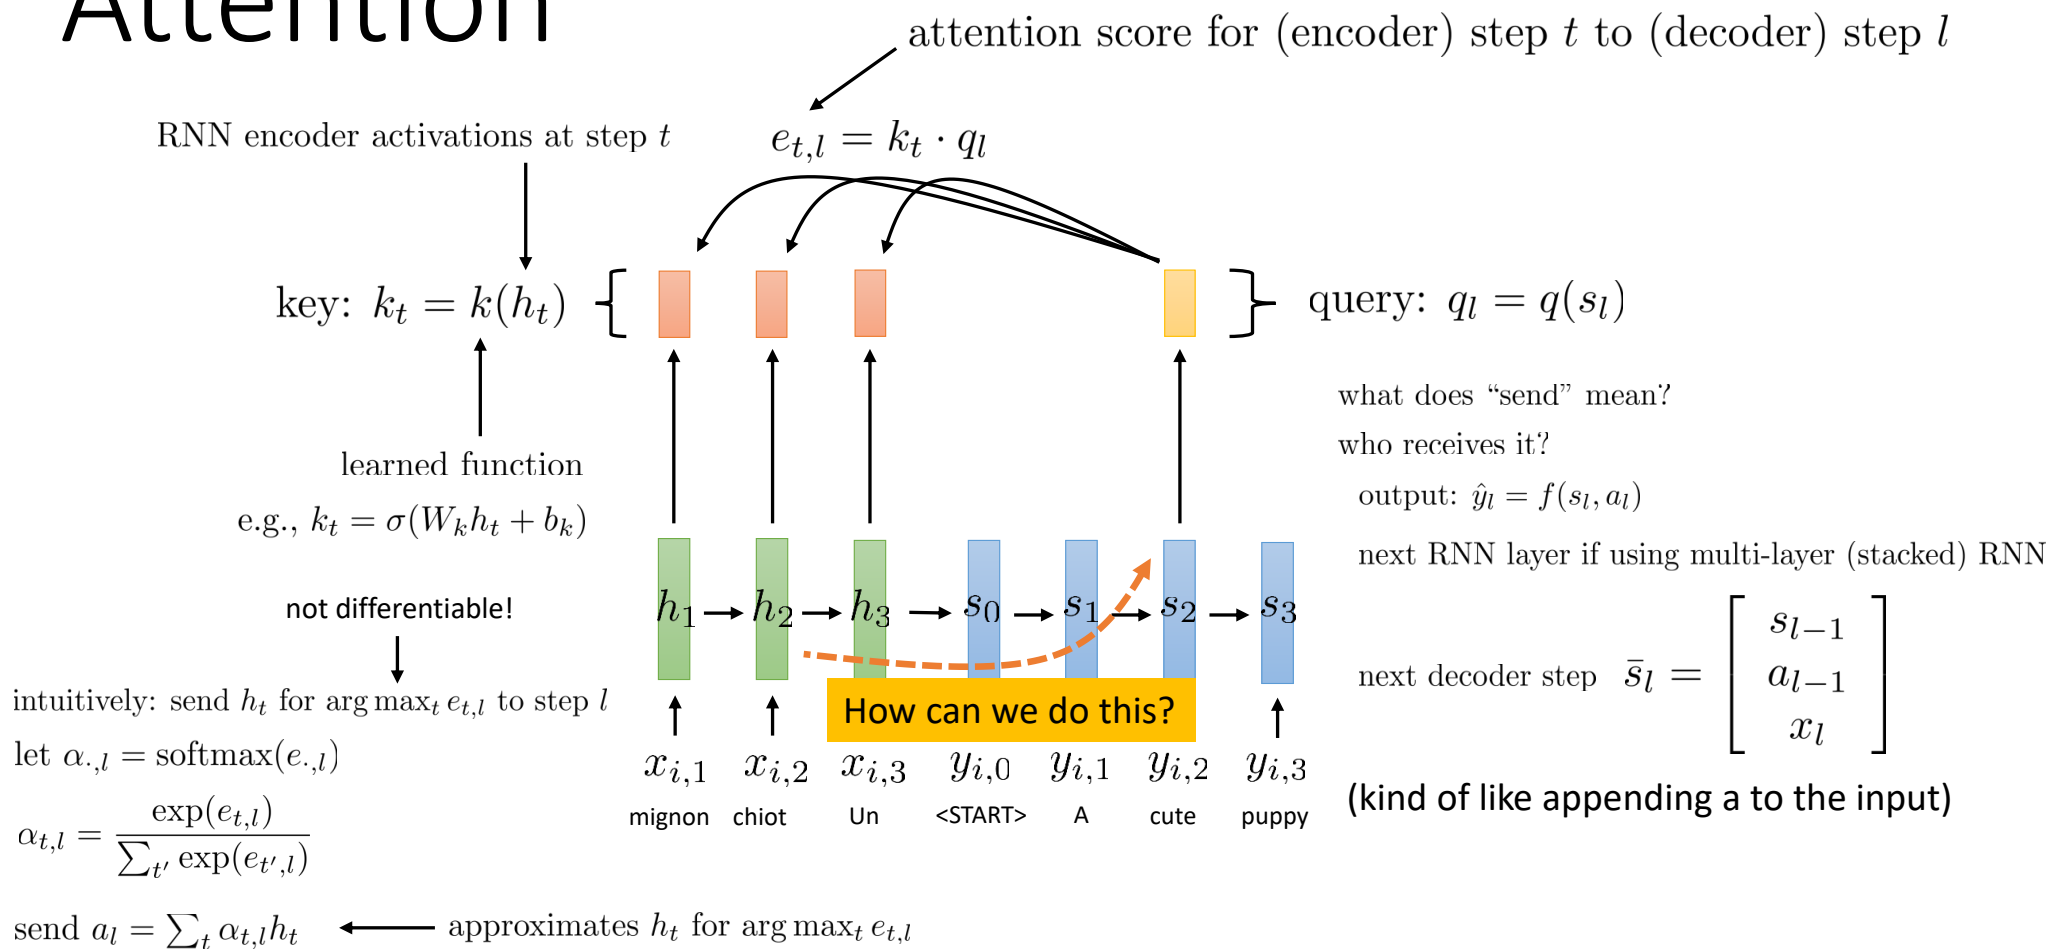 Attention
attention score for (encoder) step t to (decoder) step l
RNN encoder activations at step t
e_{t,l} = k_t · q_l
key: k_t = k(h_t)
query: q_l = q(s_l)
learned function
e.g., k_t = σ(W_k h_t + b_k)
what does “send” mean?
who receives it?
output: ŷ_l = f(s_l, a_l)
next RNN layer if using multi-layer (stacked) RNN
next decoder step s̄_l = [ s_{l−1} a_{l−1} x_l ]
(kind of like appending a to the input)
h_1 h_2 h_3 s_0 s_1 s_2 s_3
How can we do this?
x_{i,1} x_{i,2} x_{i,3} y_{i,0} y_{i,1} y_{i,2} y_{i,3}
mignon chiot Un <START> A cute puppy
not differentiable!
intuitively: send h_t for arg max_t e_{t,l} to step l
let α_{·,l} = softmax(e_{·,l})
α_{t,l} = exp(e_{t,l}) / ∑_{t′} exp(e_{t′,l})
send a_l = ∑_t α_{t,l} h_t
approximates h_t for arg max_t e_{t,l}